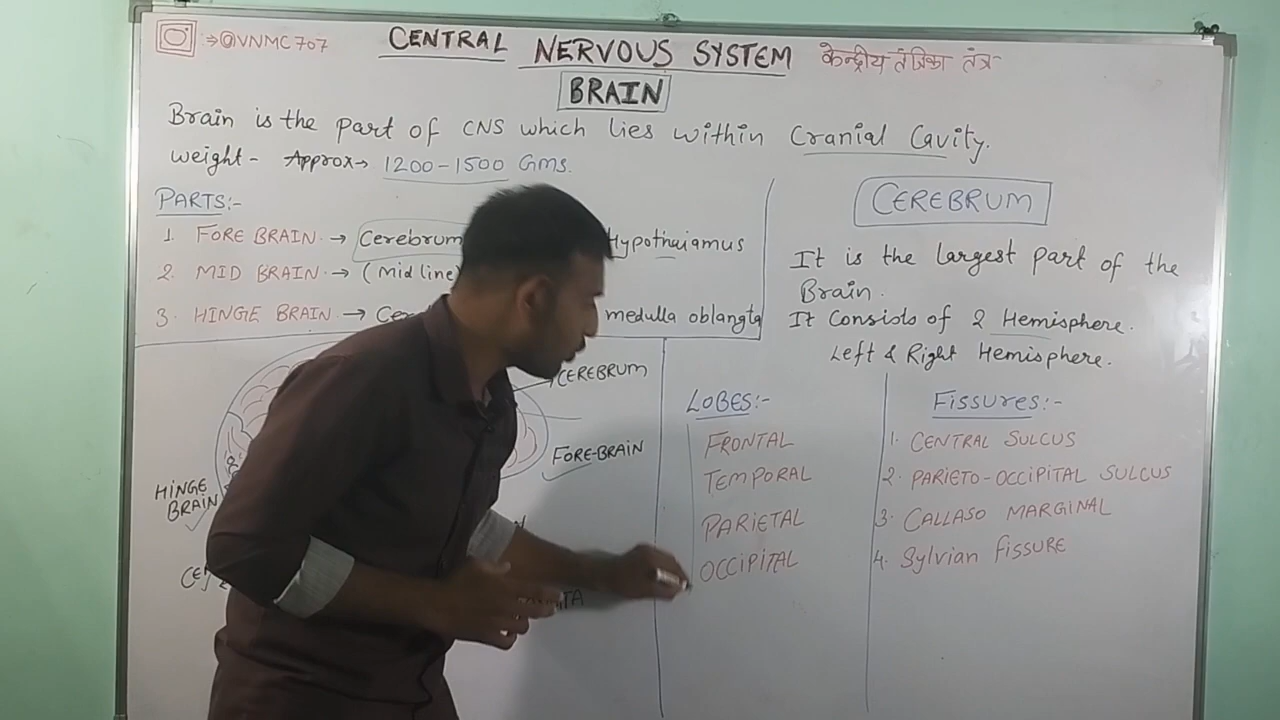 ⇒@VNMC707
CENTRAL NERVOUS SYSTEM केन्द्रीय तंत्रिका तंत्र
BRAIN
Brain is the part of CNS which lies within Cranial Cavity.
weight - Approx→ 1200-1500 Gms.
PARTS:-
1. FORE BRAIN → Cerebrum
2. MID BRAIN → (mid line)
3. HINGE BRAIN → medulla oblangta
CEREBRUM
It is the largest part of the
Brain.
It Consists of 2 Hemisphere.
Left & Right Hemisphere.
CEREBRUM
FORE-BRAIN
HINGE
BRAIN
LOBES:-
FRONTAL
TEMPORAL
PARIETAL
OCCIPITAL
Fissures:-
1. CENTRAL SULCUS
2. PARIETO-OCCIPITAL SULCUS
3. CALLASO MARGINAL
4. Sylvian fissure